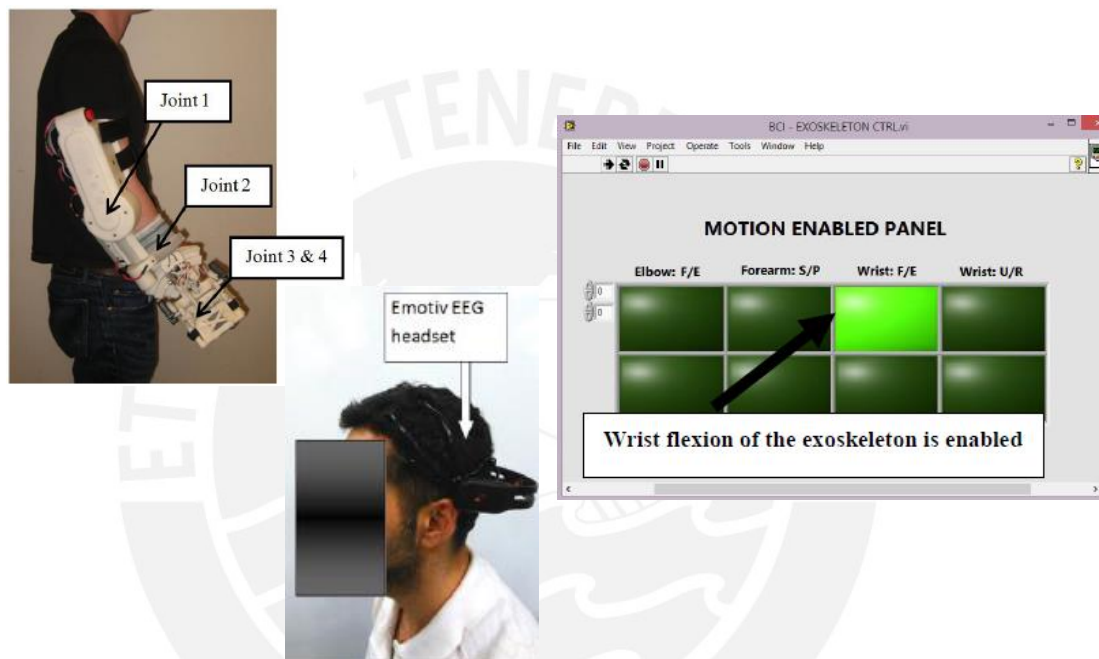 Joint 1
Joint 2
Joint 3 & 4
Emotiv EEG
headset
BCI - EXOSKELETON CTRL.vi
File Edit View Project Operate Tools Window Help
MOTION ENABLED PANEL
Elbow: F/E Forearm: S/P Wrist: F/E Wrist: U/R
0
0
Wrist flexion of the exoskeleton is enabled
ET
TENEB